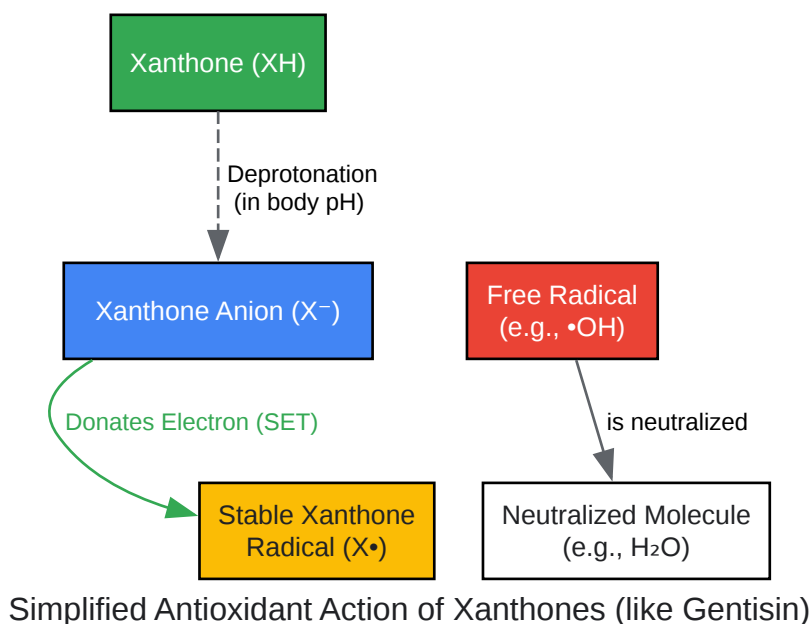 Xanthone (XH)
Deprotonation
(in body pH)
Xanthone Anion (X⁻)
Free Radical
(e.g., •OH)
Donates Electron (SET)
is neutralized
Stable Xanthone
Radical (X•)
Neutralized Molecule
(e.g., H₂O)
Simplified Antioxidant Action of Xanthones (like Gentisin)